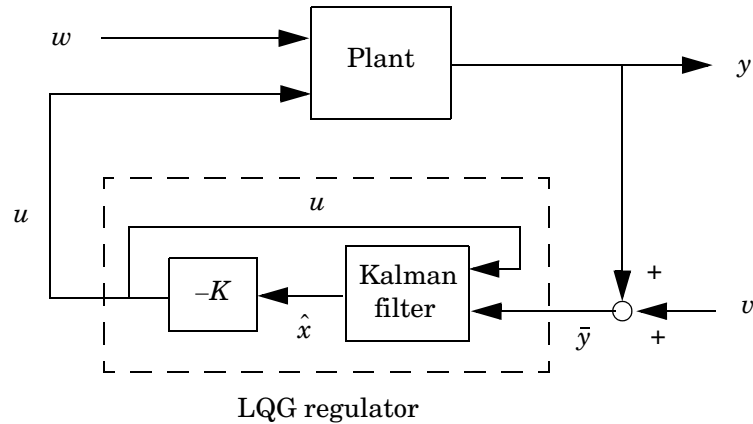 w
Plant
y
u
u
–K
Kalman
filter
x̂
+
ȳ
+
v
LQG regulator